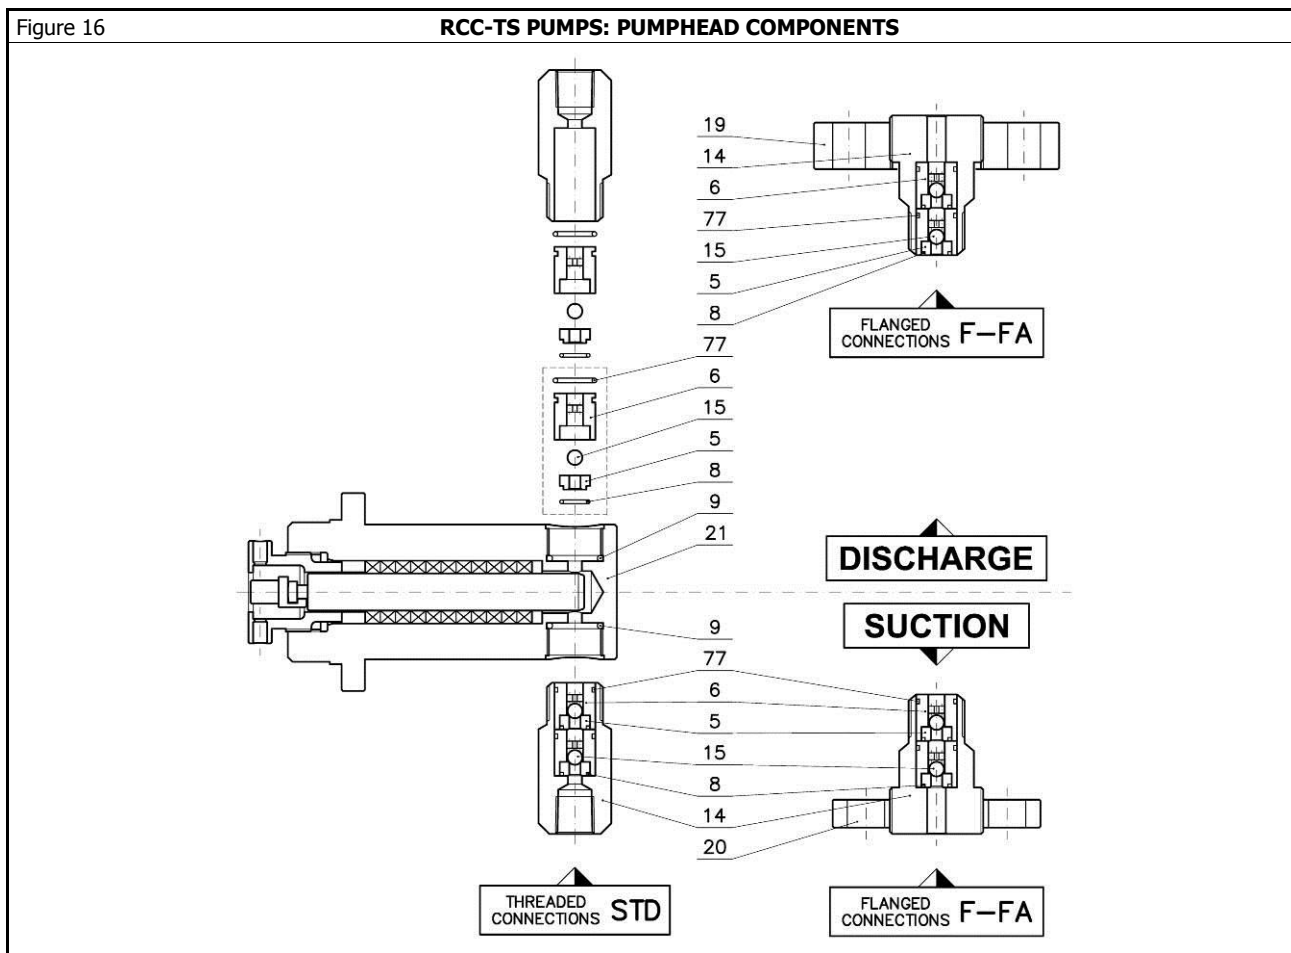 Figure 16
RCC-TS PUMPS: PUMPHEAD COMPONENTS
19
14
6
77
15
5
8
77
6
15
5
8
9
21
9
77
6
5
15
8
14
20
FLANGED
CONNECTIONS F-FA
DISCHARGE
SUCTION
THREADED
CONNECTIONS STD
FLANGED
CONNECTIONS F-FA